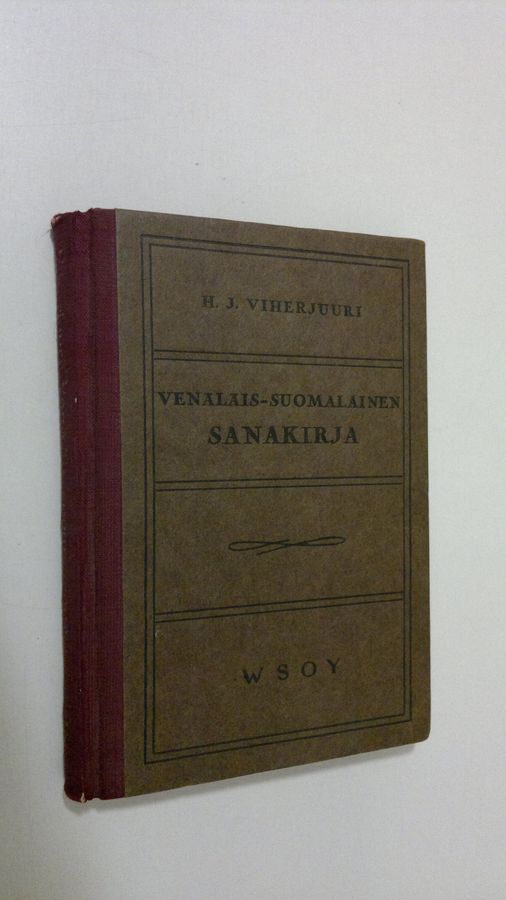 H. J. VIHERJUURI
VENÄLÄIS-SUOMALAINEN
SANAKIRJA
WSOY